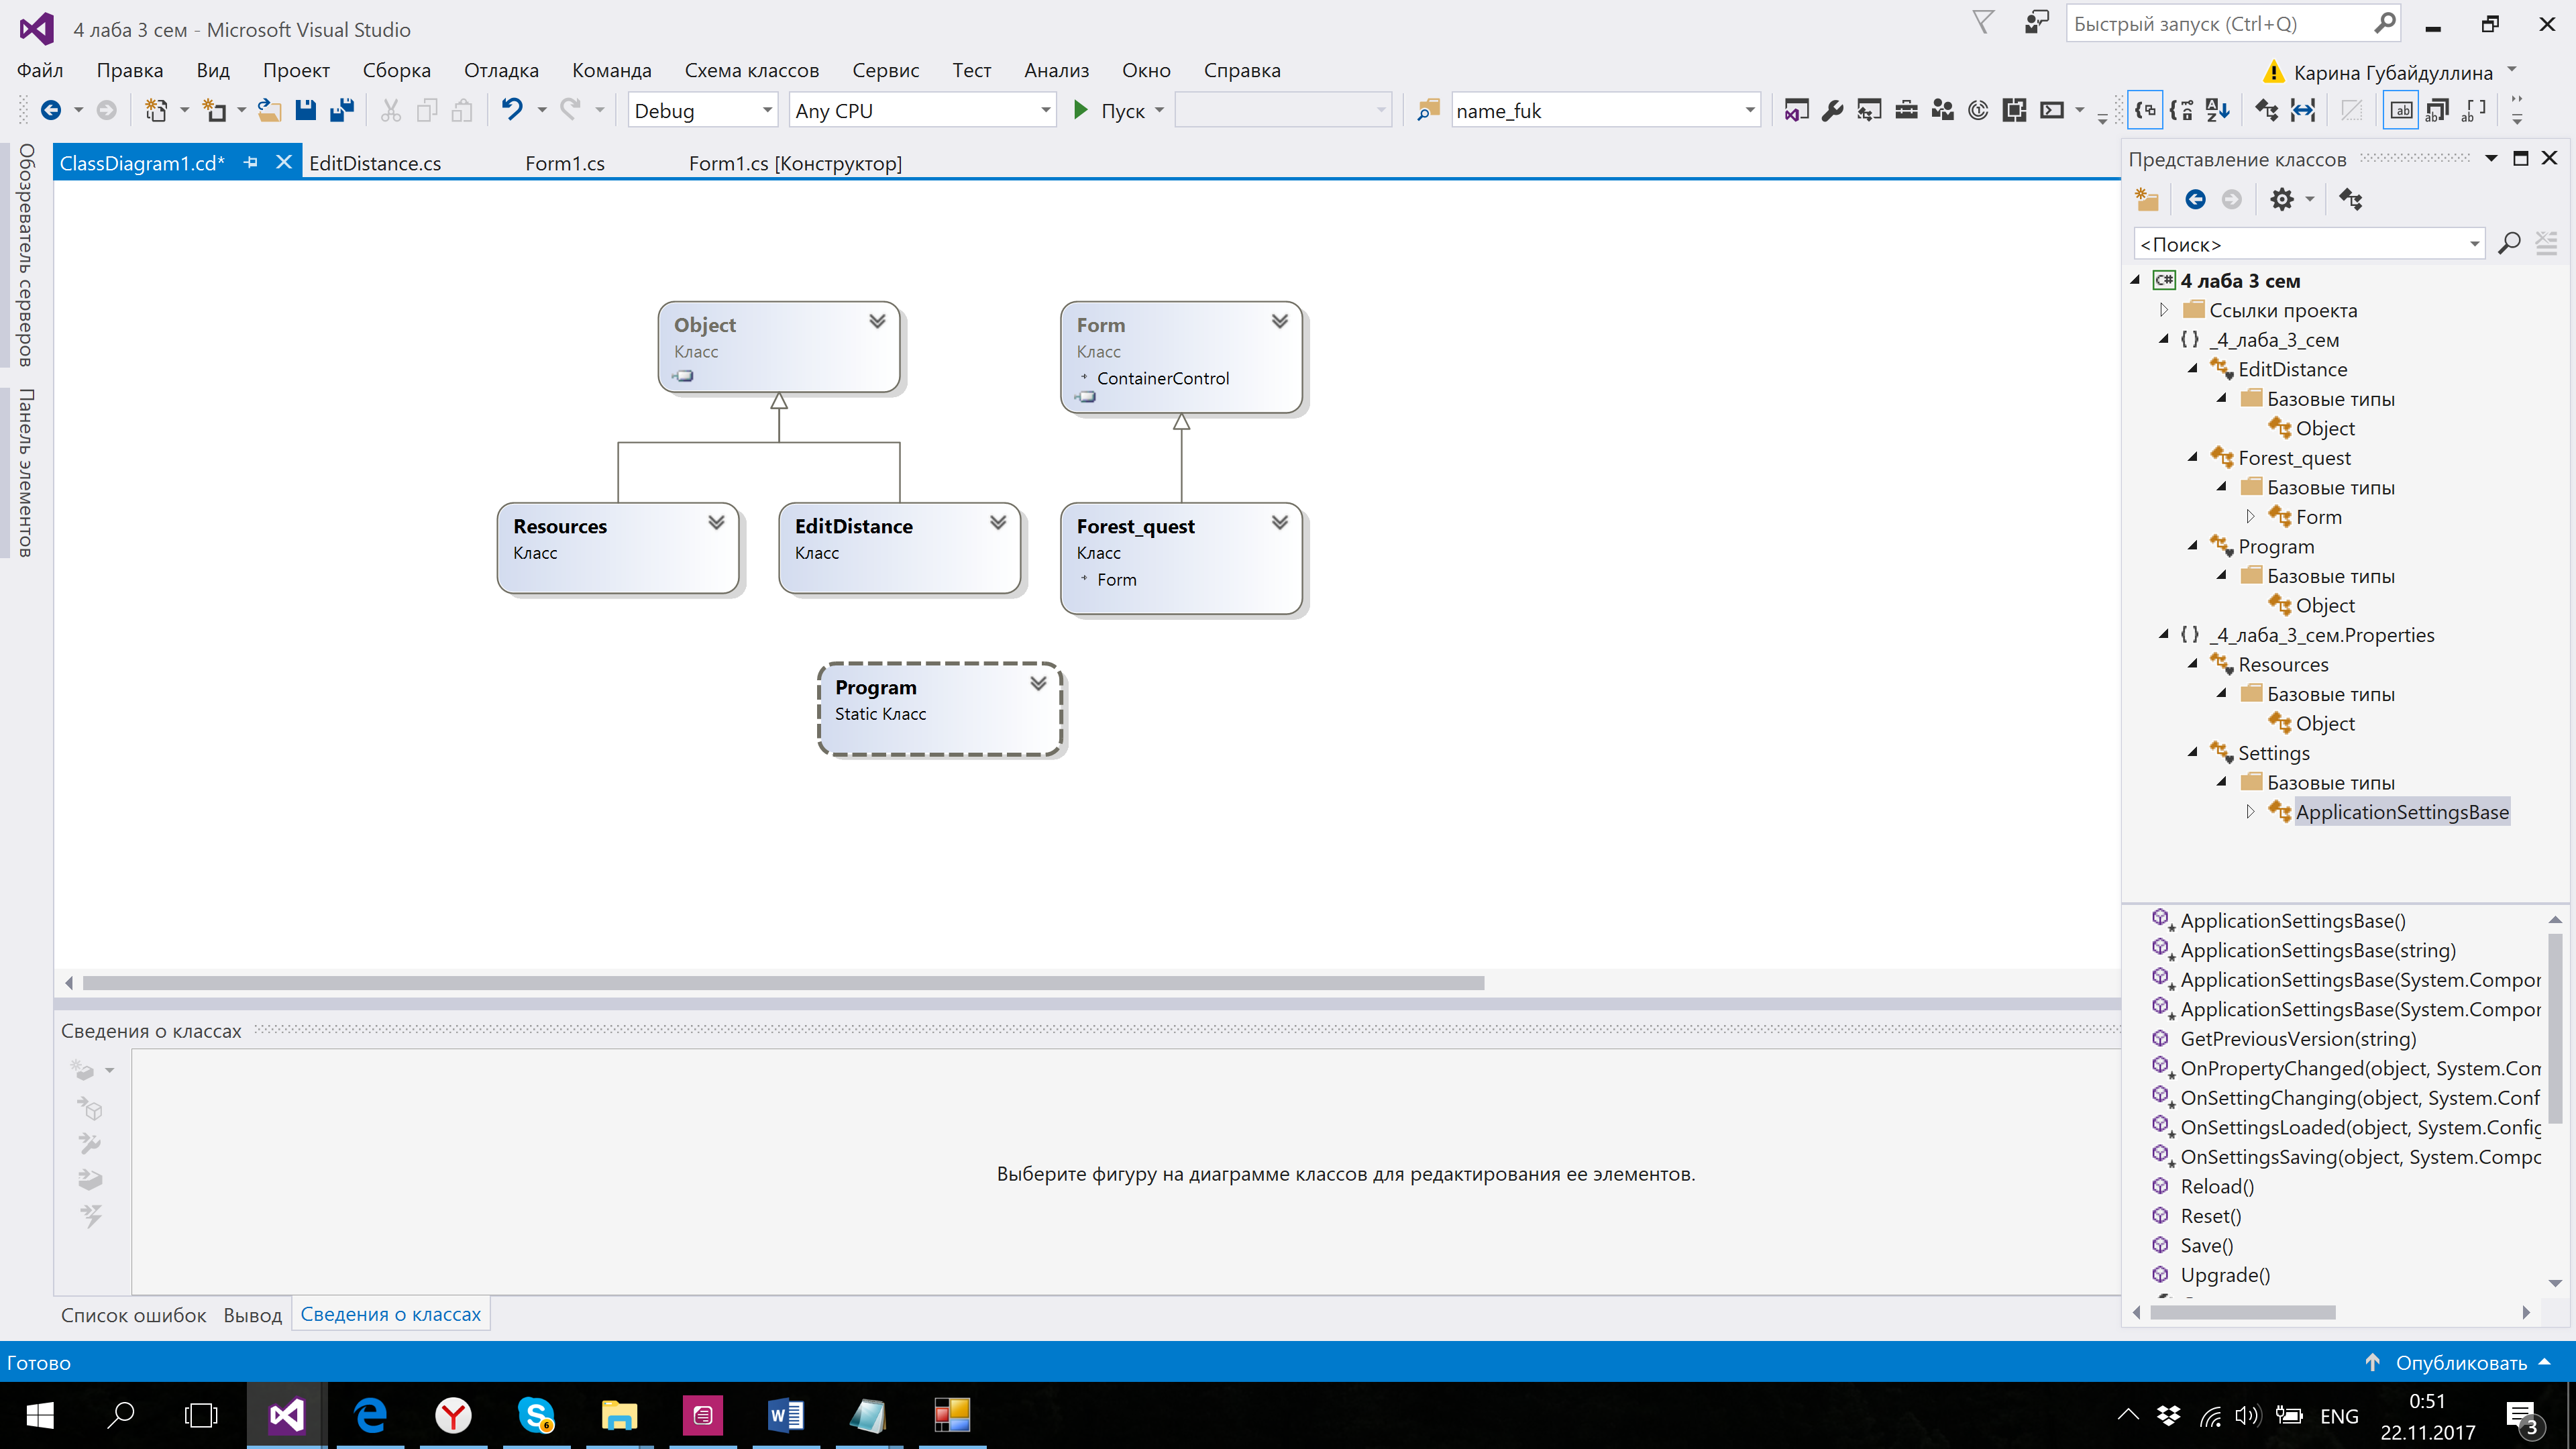 4 лаба 3 сем - Microsoft Visual Studio
Быстрый запуск (Ctrl+Q)
Файл Правка Вид Проект Сборка Отладка Команда Схема классов Сервис Тест Анализ Окно Справка
Карина Губайдуллина
Debug Any CPU Пуск name_fuk
Обозреватель серверов
Панель элементов
ClassDiagram1.cd* EditDistance.cs Form1.cs Form1.cs [Конструктор]
Object
Класс
Form
Класс
ContainerControl
Resources
Класс
EditDistance
Класс
Forest_quest
Класс
Form
Program
Static Класс
Сведения о классах
Выберите фигуру на диаграмме классов для редактирования ее элементов.
Список ошибок Вывод Сведения о классах
Представление классов
<Поиск>
C# 4 лаба 3 сем
Ссылки проекта
{} _4_лаба_3_сем
EditDistance
Базовые типы
Object
Forest_quest
Базовые типы
Form
Program
Базовые типы
Object
{} _4_лаба_3_сем.Properties
Resources
Базовые типы
Object
Settings
Базовые типы
ApplicationSettingsBase
ApplicationSettingsBase()
ApplicationSettingsBase(string)
ApplicationSettingsBase(System.Compor
ApplicationSettingsBase(System.Compor
GetPreviousVersion(string)
OnPropertyChanged(object, System.Com
OnSettingChanging(object, System.Conf
OnSettingsLoaded(object, System.Config
OnSettingsSaving(object, System.Compo
Reload()
Reset()
Save()
Upgrade()
Готово
Опубликовать
ENG
0:51
22.11.2017
3